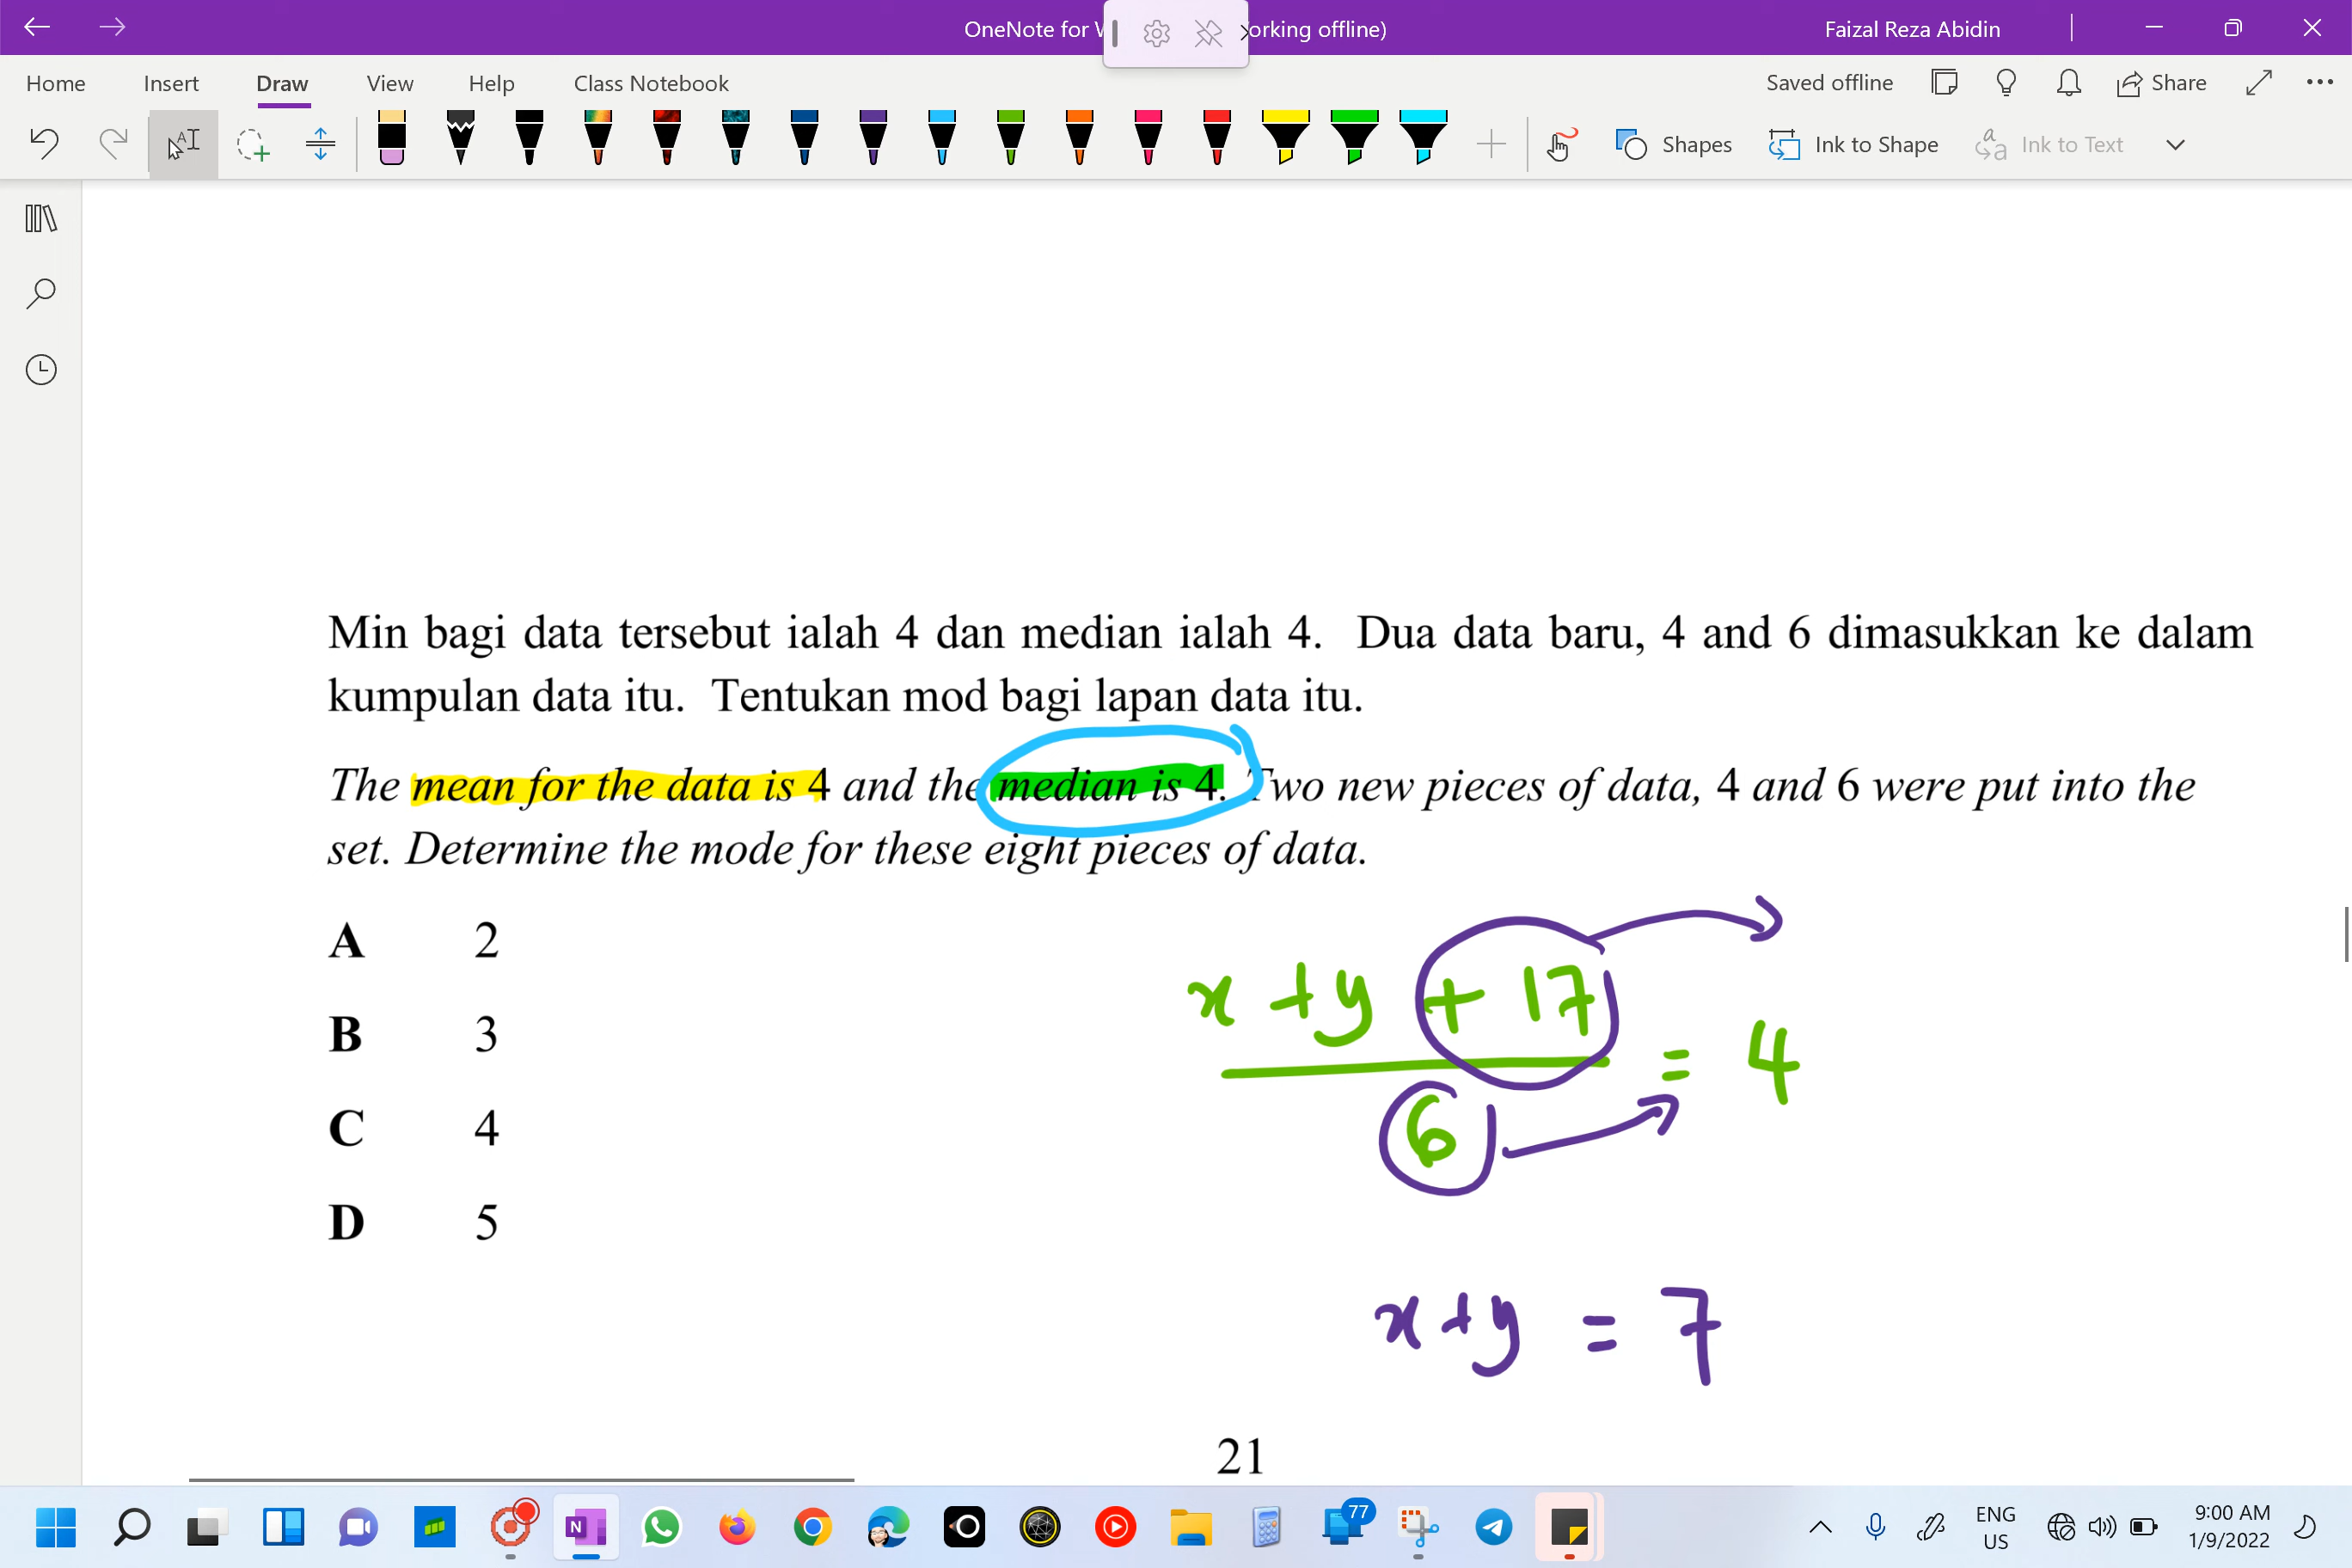 OneNote for W
orking offline)
Faizal Reza Abidin
Home Insert Draw View Help Class Notebook
Saved offline Share
Shapes Ink to Shape Ink to Text
Min bagi data tersebut ialah 4 dan median ialah 4. Dua data baru, 4 and 6 dimasukkan ke dalam
kumpulan data itu. Tentukan mod bagi lapan data itu.
The mean for the data is 4 and the median is 4. Two new pieces of data, 4 and 6 were put into the
set. Determine the mode for these eight pieces of data.
A 2
B 3
C 4
D 5
x + y + 17
= 4
6
x + y = 7
21
77
ENG
US
9:00 AM
1/9/2022